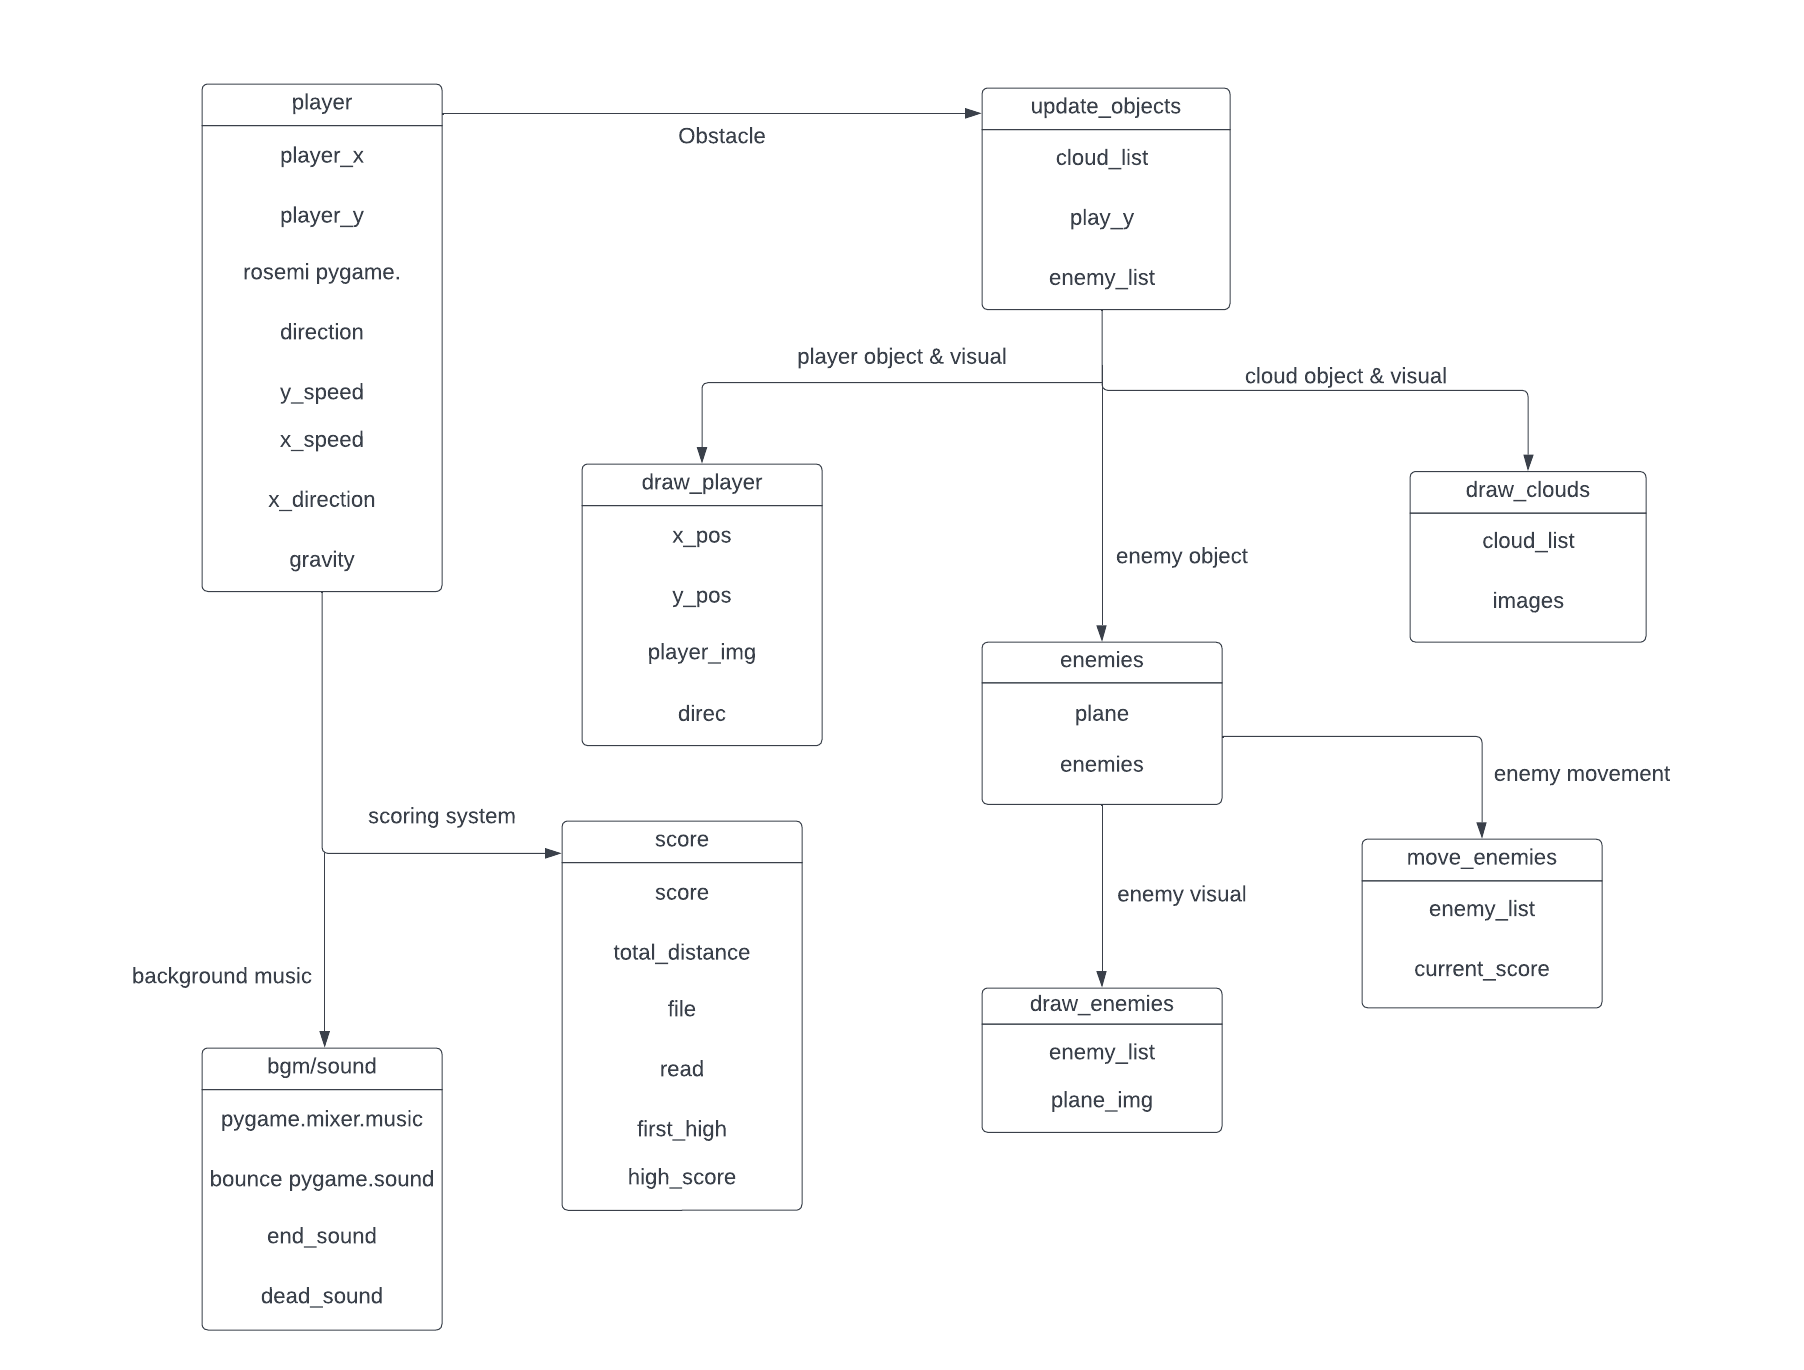 player
player_x
player_y
rosemi pygame.
direction
y_speed
x_speed
x_direction
gravity
Obstacle
update_objects
cloud_list
play_y
enemy_list
player object & visual
cloud object & visual
draw_player
x_pos
y_pos
player_img
direc
enemy object
draw_clouds
cloud_list
images
enemies
plane
enemies
enemy movement
move_enemies
enemy_list
current_score
enemy visual
draw_enemies
enemy_list
plane_img
scoring system
score
score
total_distance
file
read
first_high
high_score
background music
bgm/sound
pygame.mixer.music
bounce pygame.sound
end_sound
dead_sound